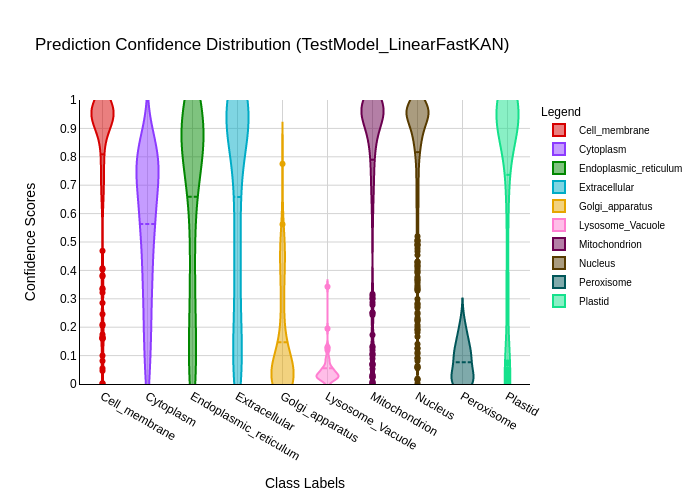 Prediction Confidence Distribution (TestModel_LinearFastKAN)
Legend
Cell_membrane
Cytoplasm
Endoplasmic_reticulum
Extracellular
Golgi_apparatus
Lysosome_Vacuole
Mitochondrion
Nucleus
Peroxisome
Plastid
Confidence Scores
1
0.9
0.8
0.7
0.6
0.5
0.4
0.3
0.2
0.1
0
Cell_membrane
Cytoplasm
Endoplasmic_reticulum
Extracellular
Golgi_apparatus
Lysosome_Vacuole
Mitochondrion
Nucleus
Peroxisome
Plastid
Class Labels